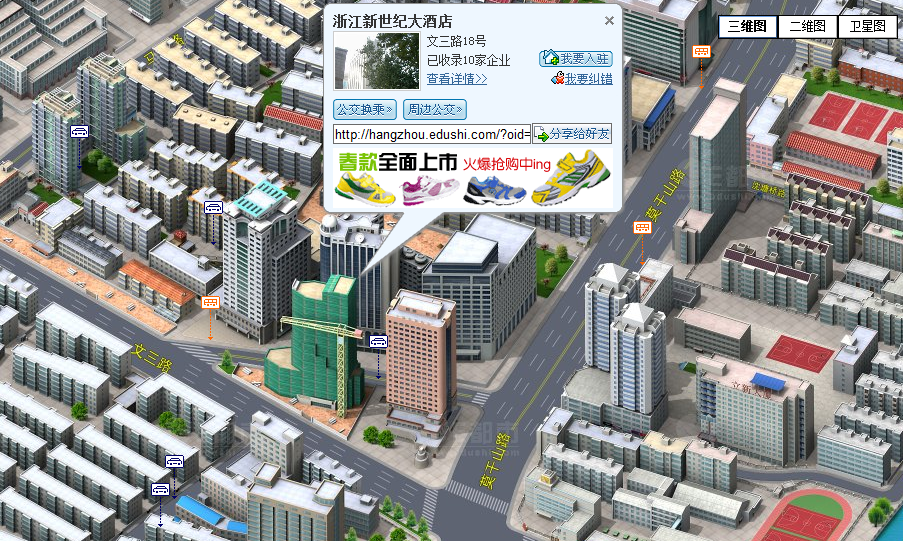 浙江新世纪大酒店
文三路18号
已收录10家企业
我要入驻
查看详情>>
我要纠错
公交换乘»
周边公交»
http://hangzhou.edushi.com/?oid=
分享给好友
春款全面上市 火爆抢购中ing
三维图
二维图
卫星图
莫干山路
文三路
莫干山路